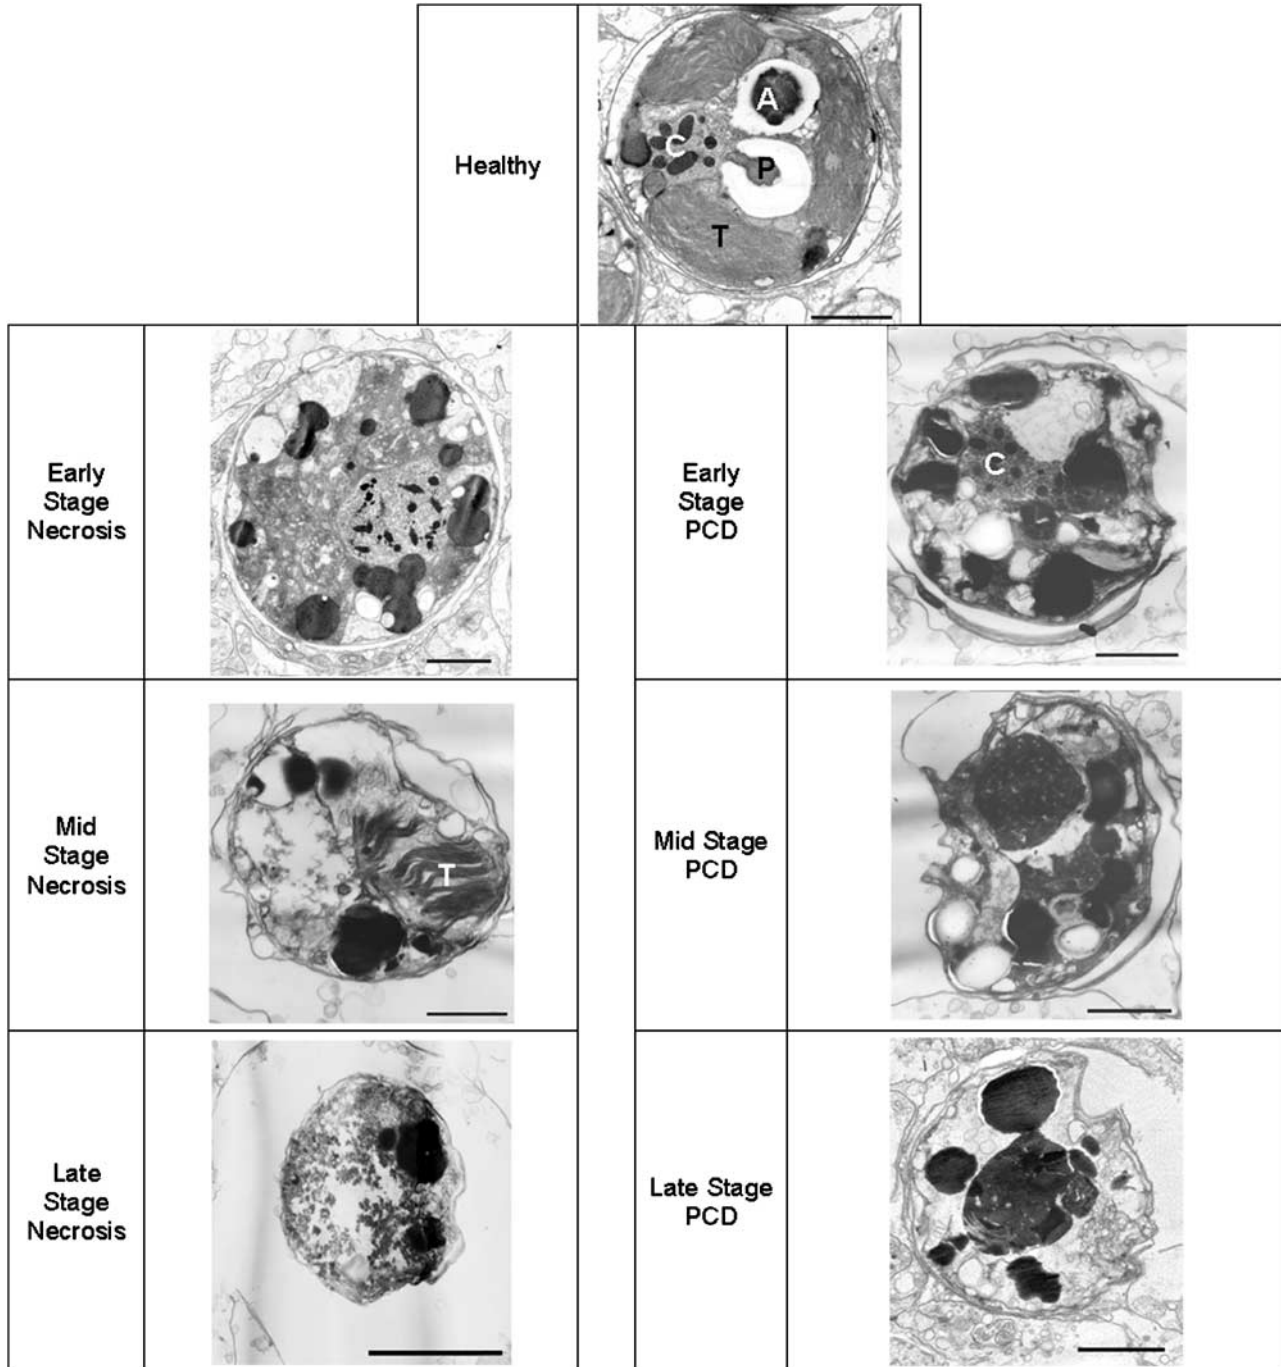 Healthy
A
C
P
T
Early
Stage
Necrosis
Early
Stage
PCD
C
Mid
Stage
Necrosis
T
Mid Stage
PCD
Late
Stage
Necrosis
Late Stage
PCD